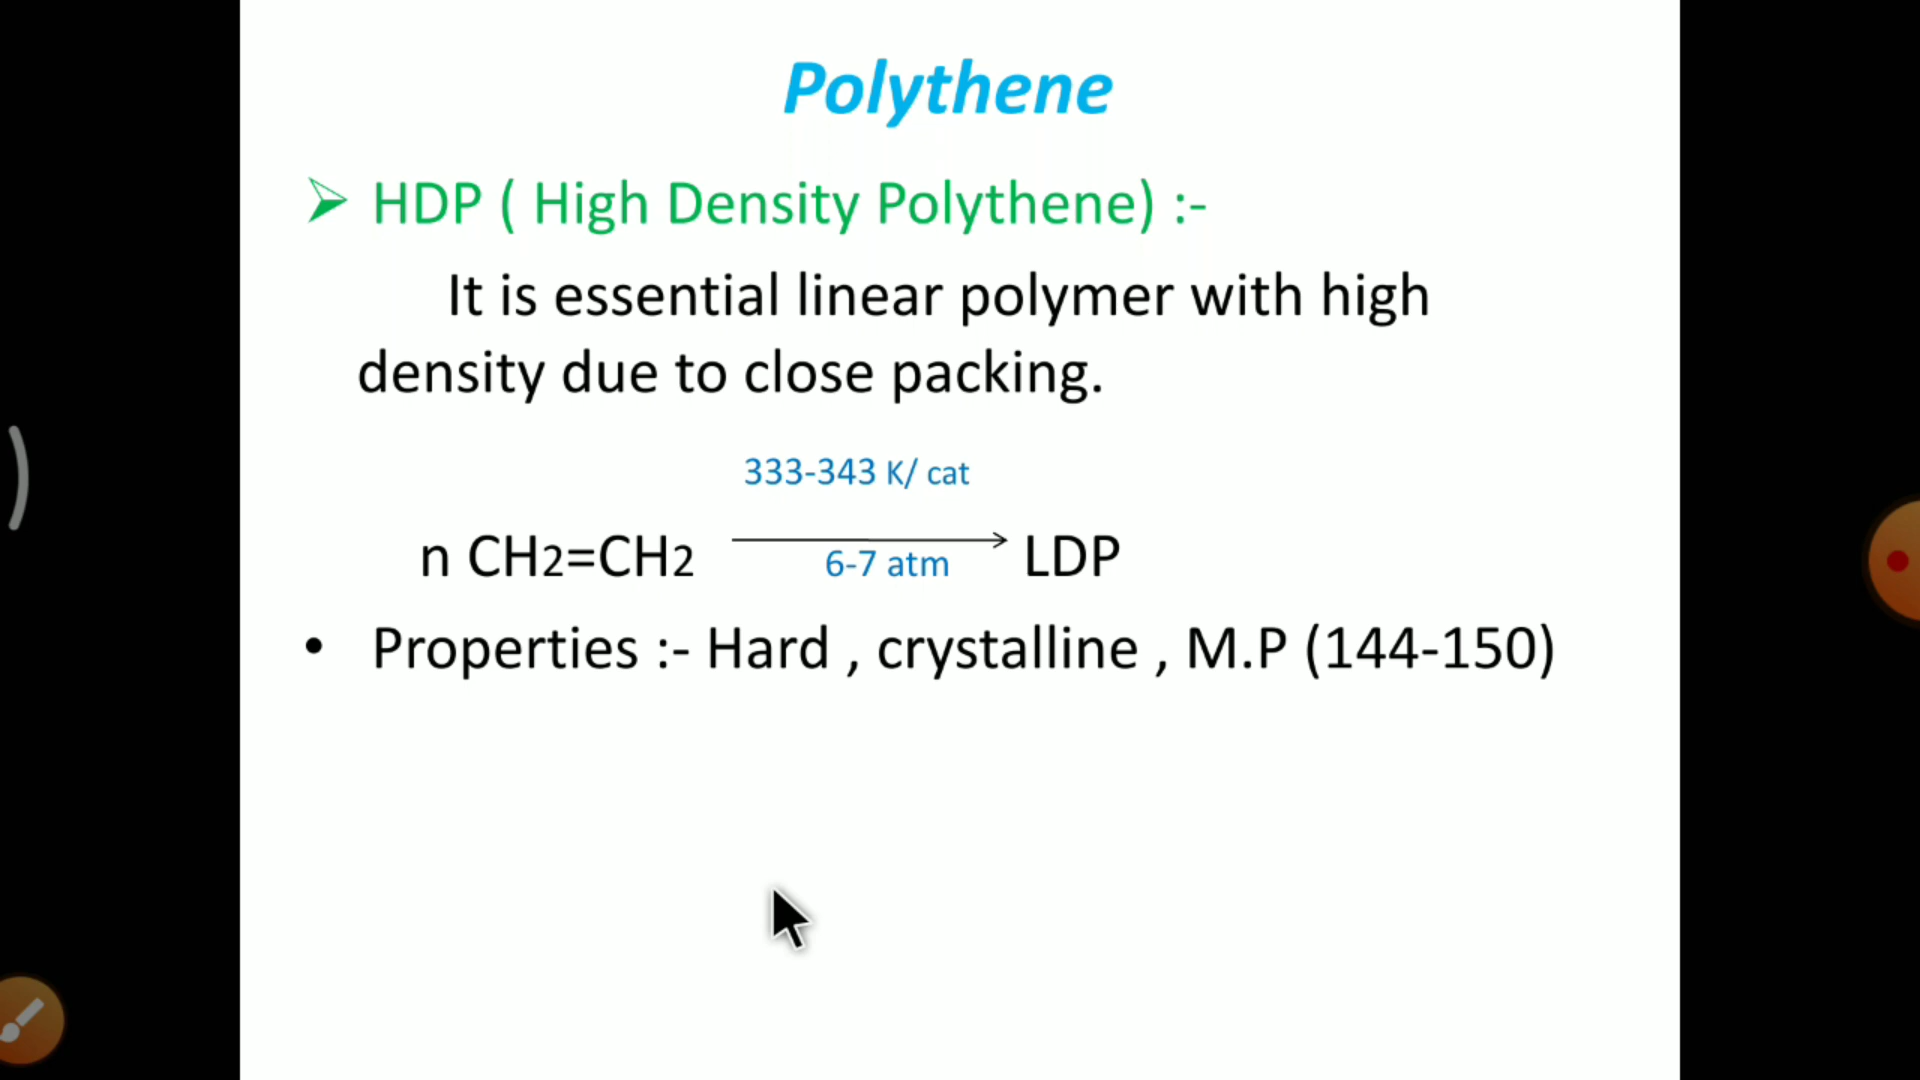 Polythene
HDP ( High Density Polythene) :-
It is essential linear polymer with high
density due to close packing.
333-343 K/ cat
n CH2=CH2
6-7 atm
LDP
• Properties :- Hard , crystalline , M.P (144-150)